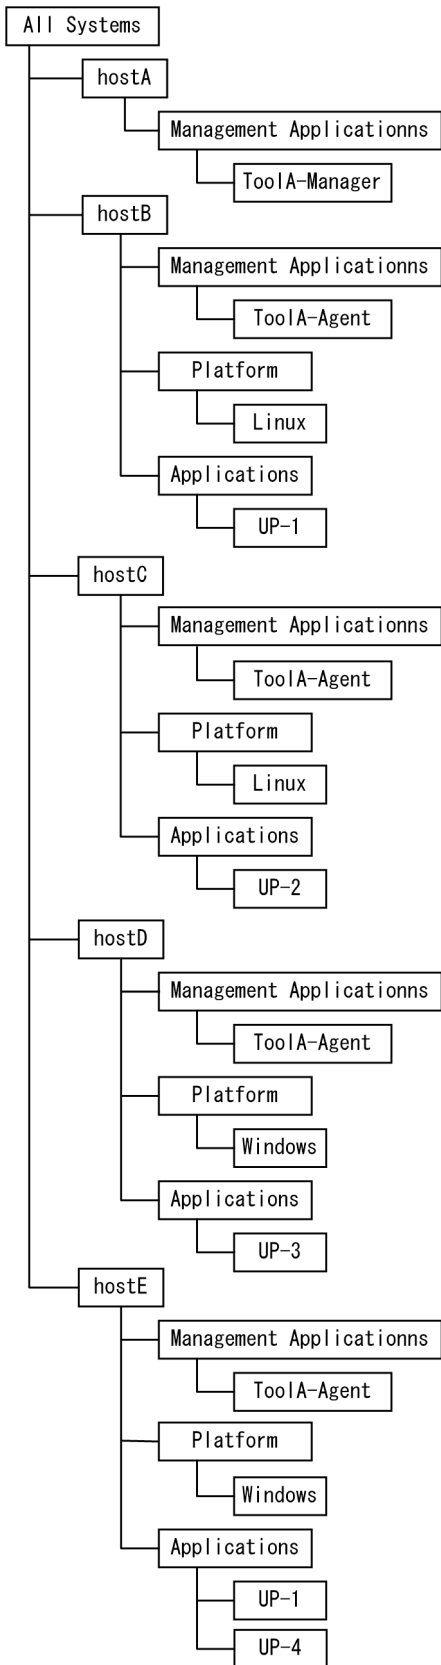 All Systems
hostA
Management Applicationns
ToolA-Manager
hostB
Management Applicationns
ToolA-Agent
Platform
Linux
Applications
UP-1
hostC
Management Applicationns
ToolA-Agent
Platform
Linux
Applications
UP-2
hostD
Management Applicationns
ToolA-Agent
Platform
Windows
Applications
UP-3
hostE
Management Applicationns
ToolA-Agent
Platform
Windows
Applications
UP-1
UP-4